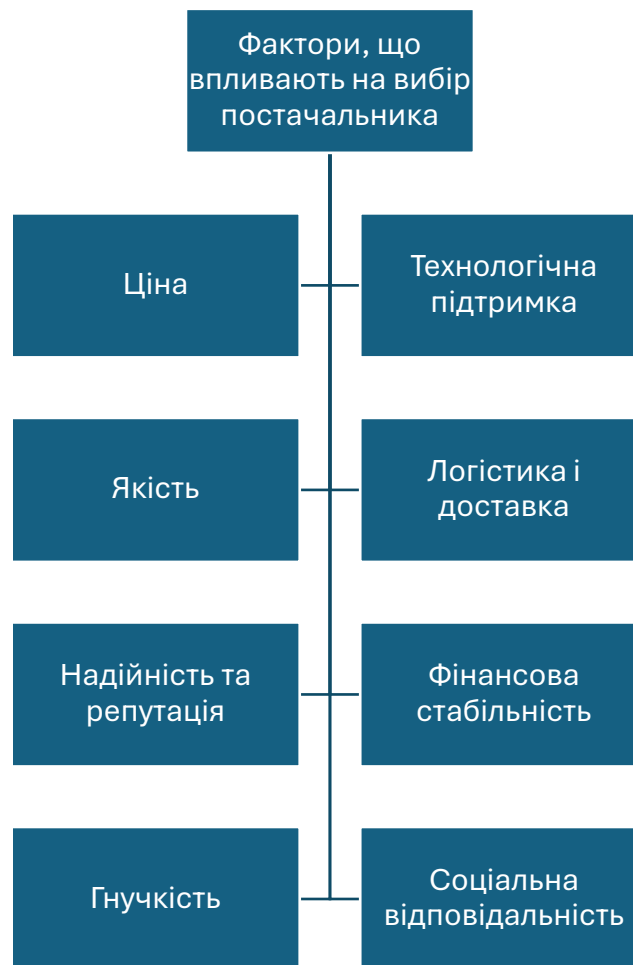 Фактори, що
впливають на вибір
постачальника
Ціна
Технологічна
підтримка
Якість
Логістика і
доставка
Надійність та
репутація
Фінансова
стабільність
Гнучкість
Соціальна
відповідальність